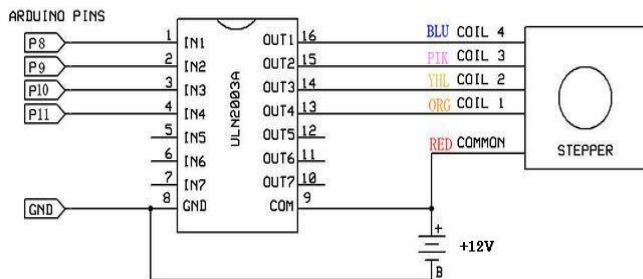 ARDUINO PINS
P8 1 IN1 OUT1 16 BLU COIL 4
P9 2 IN2 OUT2 15 PIK COIL 3
P10 3 IN3 OUT3 14 YHL COIL 2
P11 4 IN4 OUT4 13 ORG COIL 1
5 IN5 OUT5 12
6 IN6 OUT6 11 RED COMMON
7 IN7 OUT7 10
GND 8 GND COM 9
ULN2003A
STEPPER
+
+12V
B